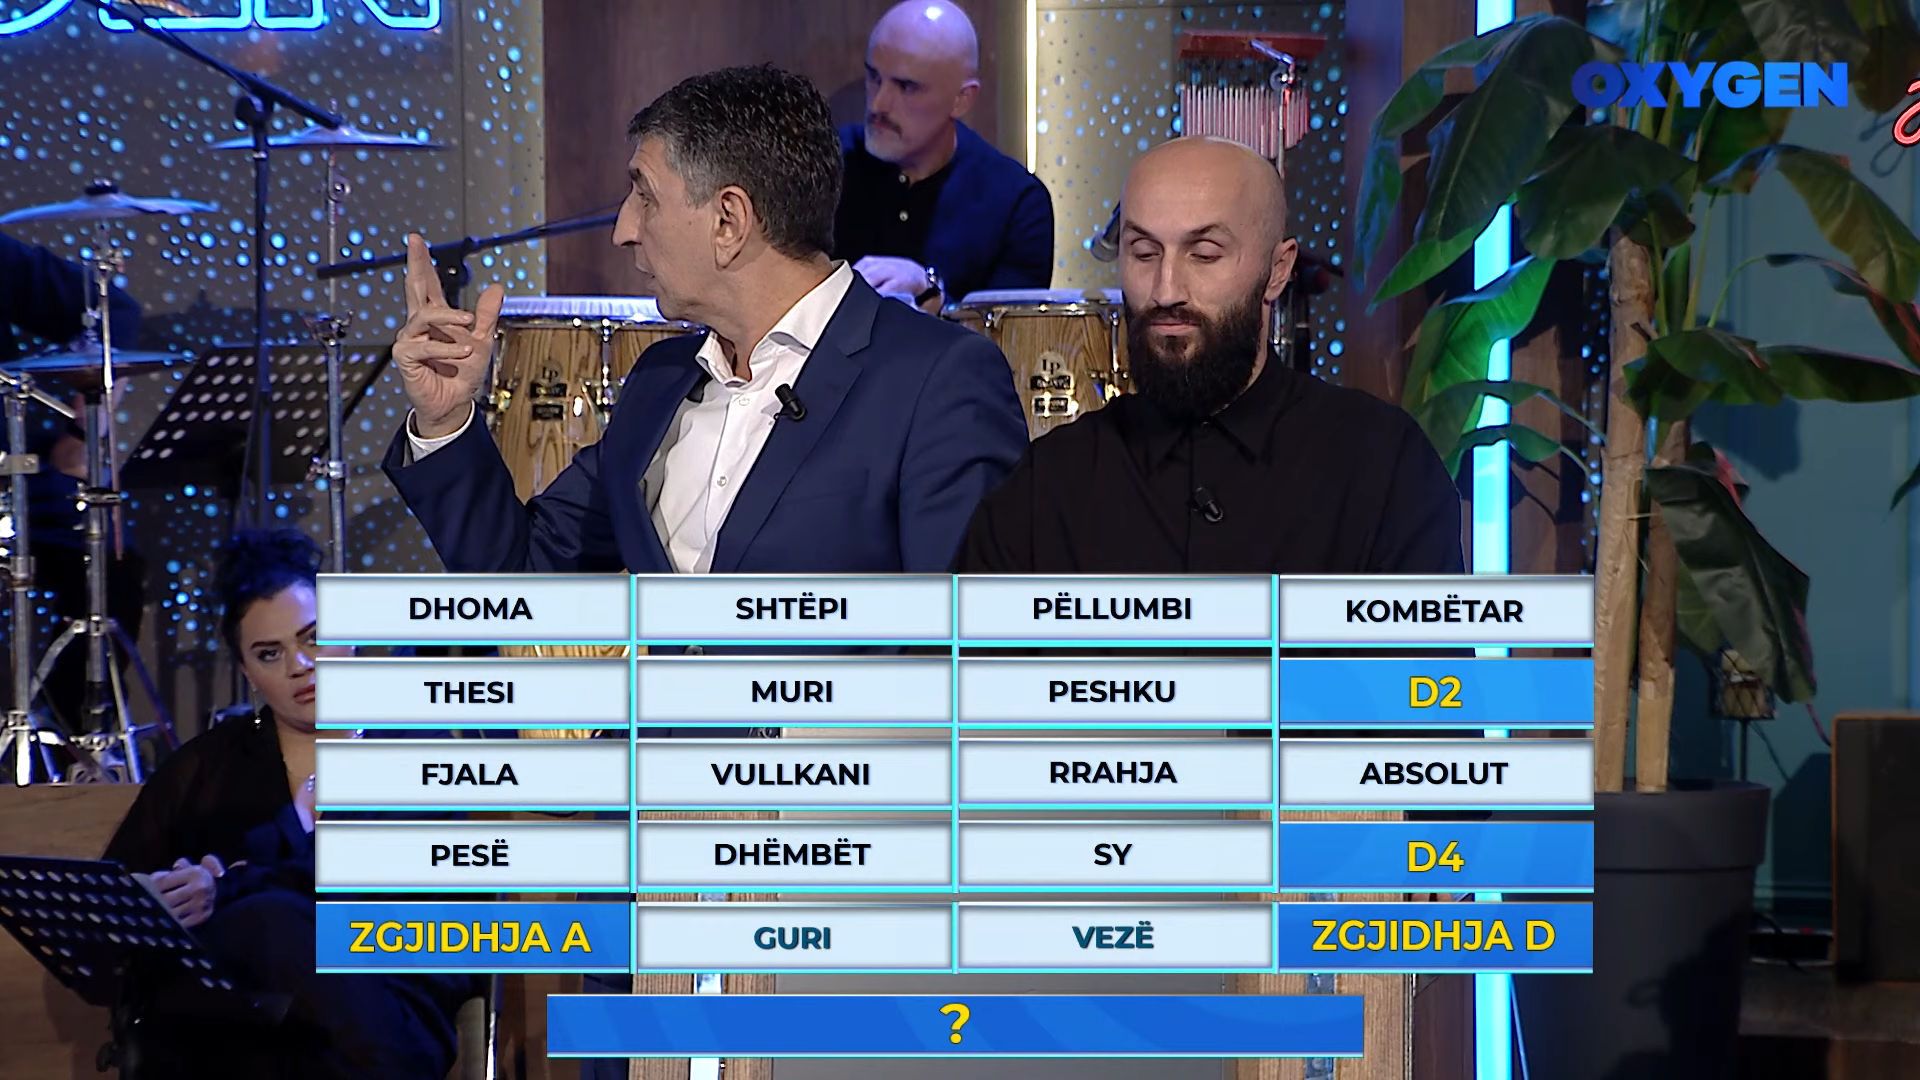 OXYGEN
DHOMA SHTËPI PËLLUMBI KOMBËTAR
THESI MURI PESHKU D2
FJALA VULLKANI RRAHJA ABSOLUT
PESË DHËMBËT SY D4
ZGJIDHJA A GURI VEZË ZGJIDHJA D
?